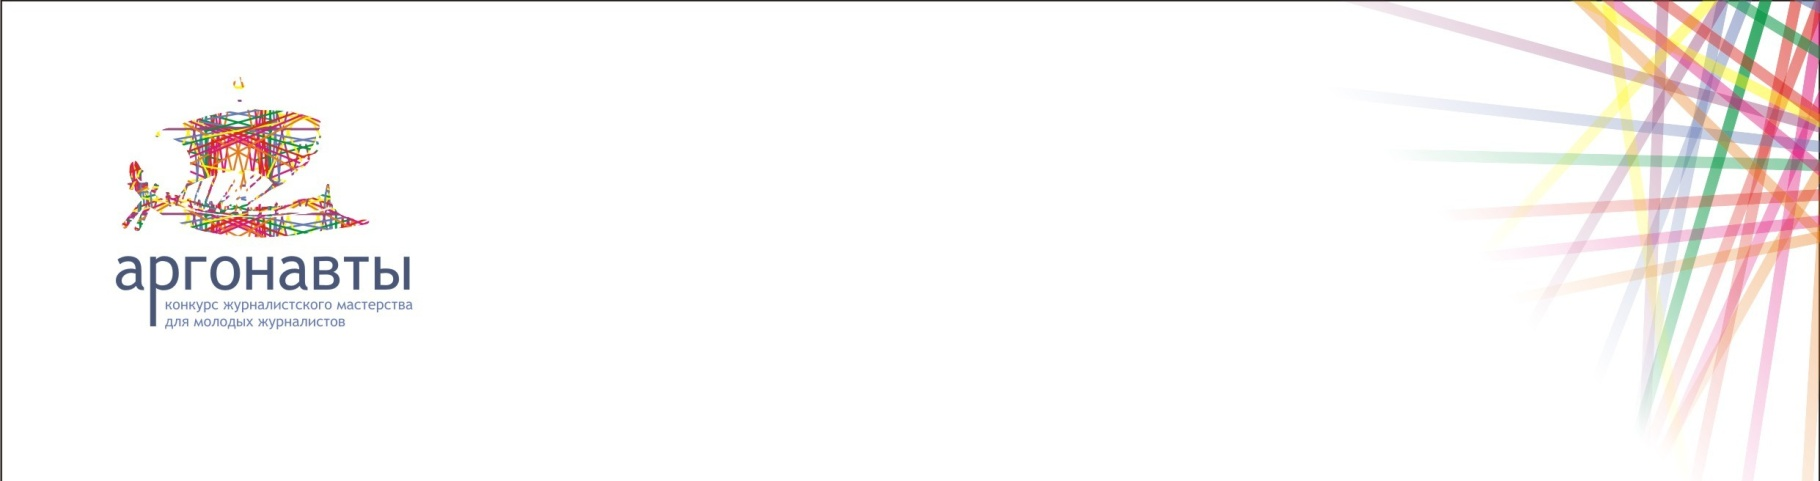 аргонавты
конкурс журналистского мастерства
для молодых журналистов